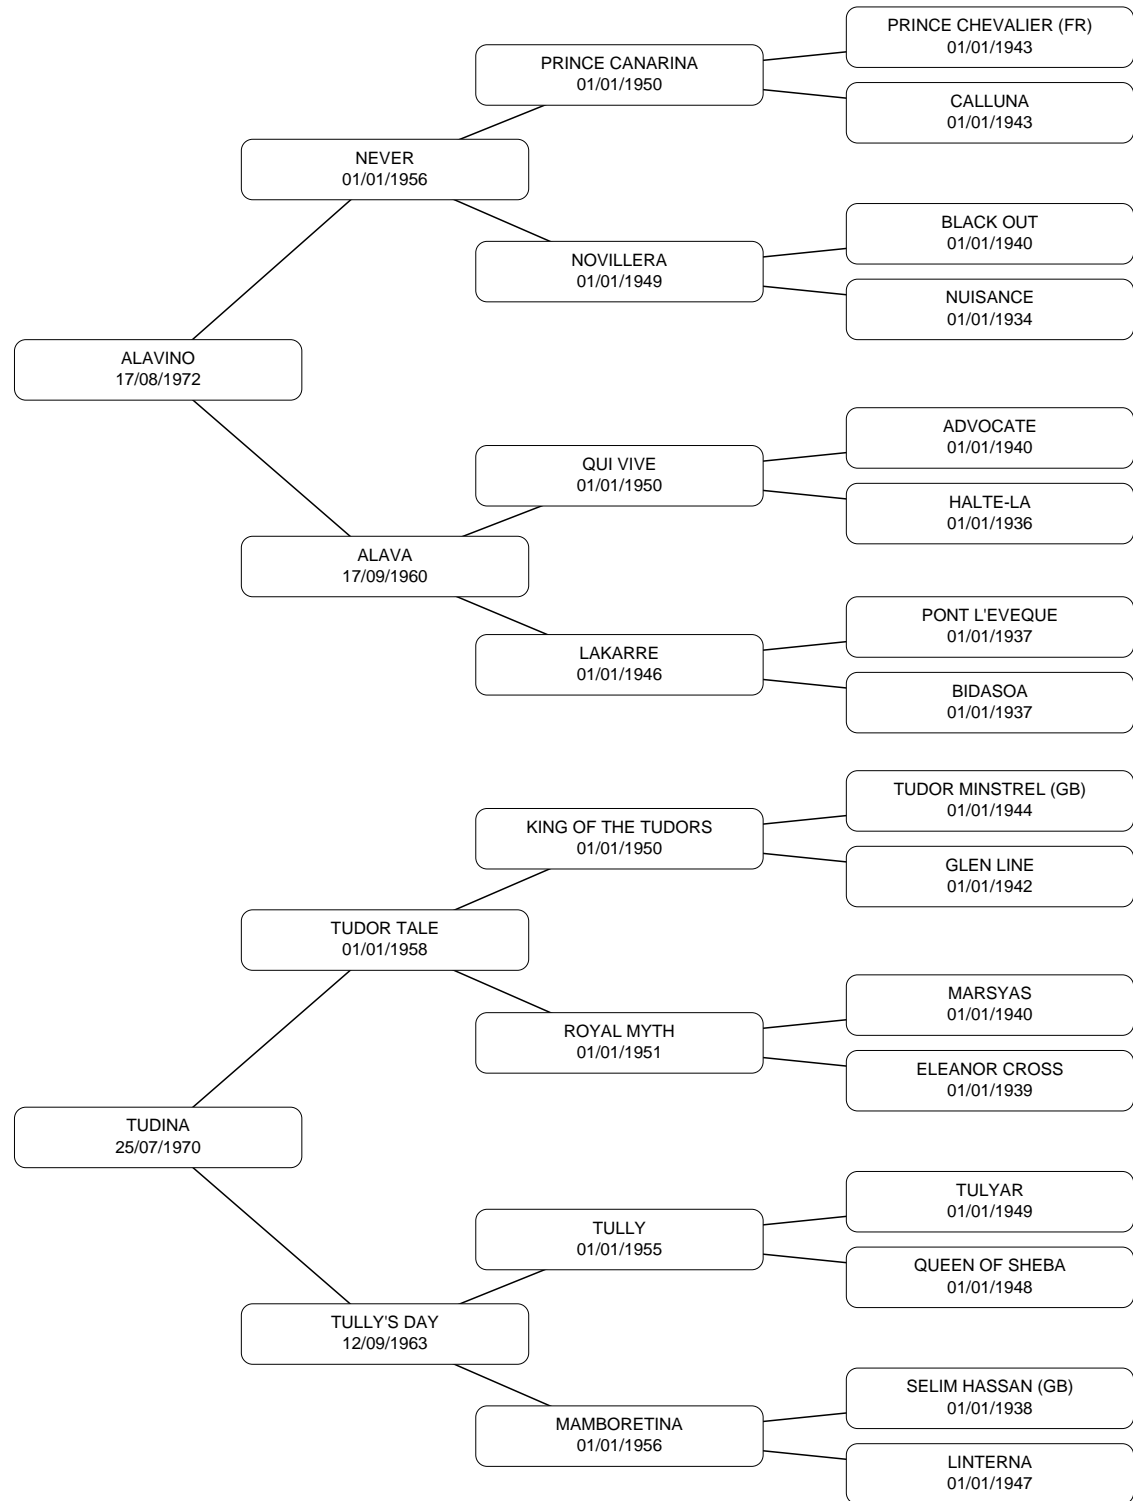 PRINCE CHEVALIER (FR)
01/01/1943
PRINCE CANARINA
01/01/1950
CALLUNA
01/01/1943
NEVER
01/01/1956
BLACK OUT
01/01/1940
NOVILLERA
01/01/1949
NUISANCE
01/01/1934
ALAVINO
17/08/1972
ADVOCATE
01/01/1940
QUI VIVE
01/01/1950
HALTE-LA
01/01/1936
ALAVA
17/09/1960
PONT L'EVEQUE
01/01/1937
LAKARRE
01/01/1946
BIDASOA
01/01/1937
TUDOR MINSTREL (GB)
01/01/1944
KING OF THE TUDORS
01/01/1950
GLEN LINE
01/01/1942
TUDOR TALE
01/01/1958
MARSYAS
01/01/1940
ROYAL MYTH
01/01/1951
ELEANOR CROSS
01/01/1939
TUDINA
25/07/1970
TULYAR
01/01/1949
TULLY
01/01/1955
QUEEN OF SHEBA
01/01/1948
TULLY'S DAY
12/09/1963
SELIM HASSAN (GB)
01/01/1938
MAMBORETINA
01/01/1956
LINTERNA
01/01/1947